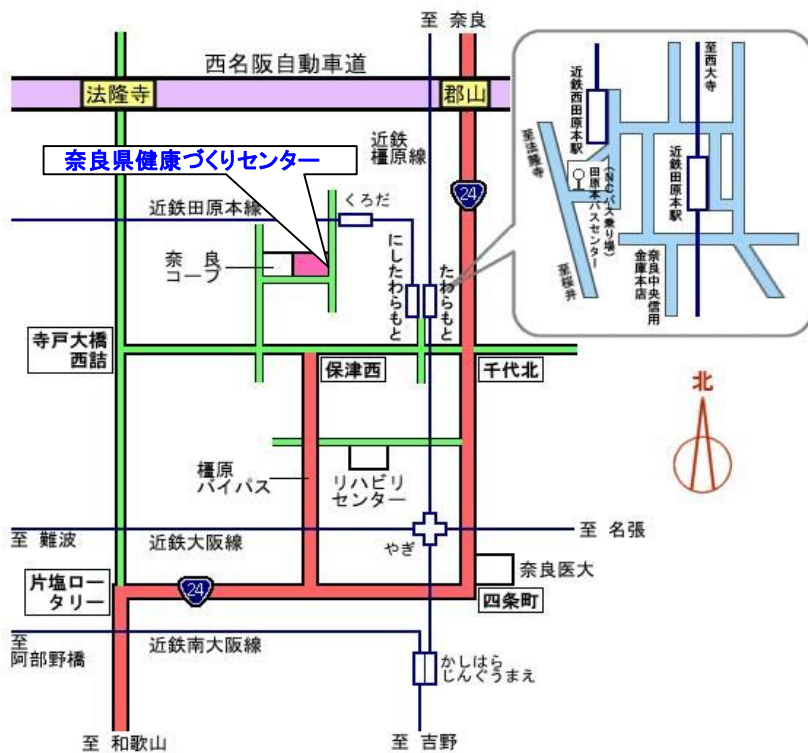 至 奈良
西名阪自動車道
法隆寺
郡山
近鉄
橿原線
奈良県健康づくりセンター
24
近鉄田原本線
くろだ
奈 良
コープ
にしたわらもと
たわらもと
寺戸大橋
西詰
保津西
千代北
橿原
バイパス
リハビリ
センター
至 難波
近鉄大阪線
やぎ
至 名張
奈良医大
片塩ロー
タリー
24
四条町
至
阿部野橋
近鉄南大阪線
かしはら
じんぐうまえ
至 和歌山
至 吉野
近鉄西田原本駅
至西大寺
至法隆寺
(NCバス乗り場)
田原本バスセンター
近鉄田原本駅
至桜井
奈良中央信用
金庫本店
北